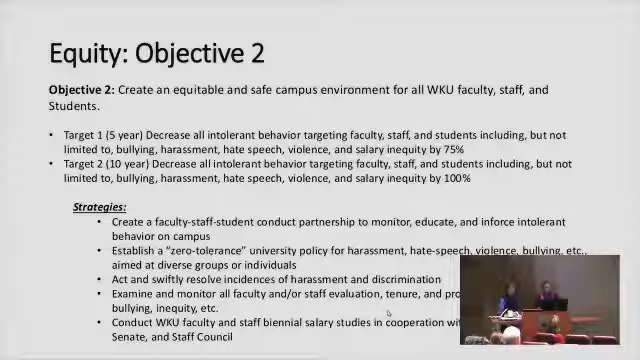 Equity: Objective 2
Objective 2: Create an equitable and safe campus environment for all WKU faculty, staff, and
Students.
• Target 1 (5 year) Decrease all intolerant behavior targeting faculty, staff, and students including, but not
limited to, bullying, harassment, hate speech, violence, and salary inequity by 75%
• Target 2 (10 year) Decrease all intolerant behavior targeting faculty, staff, and students including, but not
limited to, bullying, harassment, hate speech, violence, and salary inequity by 100%
Strategies:
• Create a faculty-staff-student conduct partnership to monitor, educate, and inforce intolerant
behavior on campus
• Establish a “zero-tolerance” university policy for harassment, hate-speech, violence, bullying, etc.,
aimed at diverse groups or individuals
• Act and swiftly resolve incidences of harassment and discrimination
• Examine and monitor all faculty and/or staff evaluation, tenure, and
bullying, inequity, etc.
• Conduct WKU faculty and staff biennial salary studies in cooperation
Senate, and Staff Council